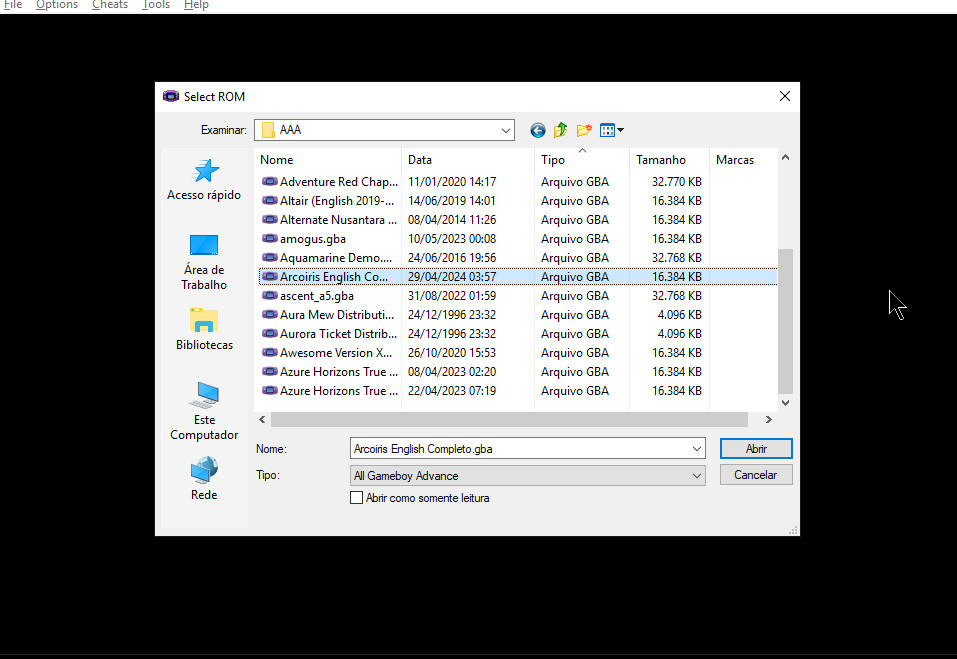 File Options Cheats Tools Help
Select ROM
Examinar: AAA
Acesso rápido
Área de
Trabalho
Bibliotecas
Este
Computador
Rede
Nome Data Tipo Tamanho Marcas
Adventure Red Chap... 11/01/2020 14:17 Arquivo GBA 32.770 KB
Altair (English 2019-... 14/06/2019 14:01 Arquivo GBA 16.384 KB
Alternate Nusantara ... 08/04/2014 11:26 Arquivo GBA 16.384 KB
amogus.gba 10/05/2023 00:08 Arquivo GBA 16.384 KB
Aquamarine Demo.... 24/06/2016 19:56 Arquivo GBA 32.768 KB
Arcoiris English Co... 29/04/2024 03:57 Arquivo GBA 16.384 KB
ascent_a5.gba 31/08/2022 01:59 Arquivo GBA 32.768 KB
Aura Mew Distributi... 24/12/1996 23:32 Arquivo GBA 4.096 KB
Aurora Ticket Distrib... 24/12/1996 23:32 Arquivo GBA 4.096 KB
Awesome Version X... 26/10/2020 15:53 Arquivo GBA 16.384 KB
Azure Horizons True ... 08/04/2023 02:20 Arquivo GBA 16.384 KB
Azure Horizons True ... 22/04/2023 07:19 Arquivo GBA 16.384 KB
Nome: Arcoiris English Completo.gba Abrir
Tipo: All Gameboy Advance Cancelar
Abrir como somente leitura